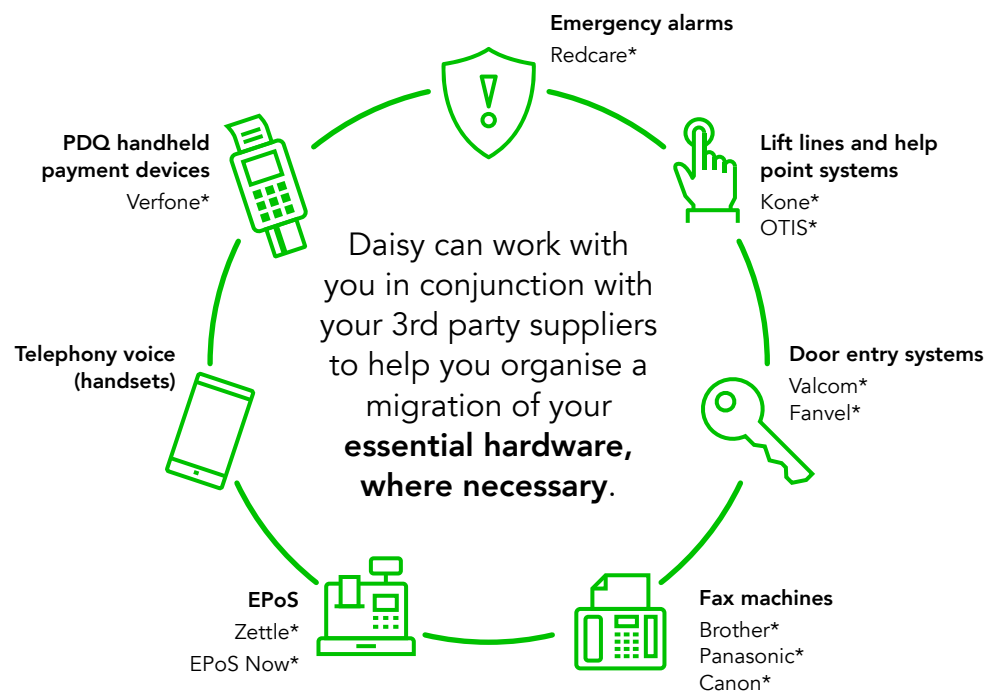 Emergency alarms
Redcare*
PDQ handheld
payment devices
Verfone*
Lift lines and help
point systems
Kone*
OTIS*
Daisy can work with
you in conjunction with
your 3rd party suppliers
to help you organise a
migration of your
essential hardware,
where necessary.
Telephony voice
(handsets)
Door entry systems
Valcom*
Fanvel*
EPoS
Zettle*
EPoS Now*
Fax machines
Brother*
Panasonic*
Canon*